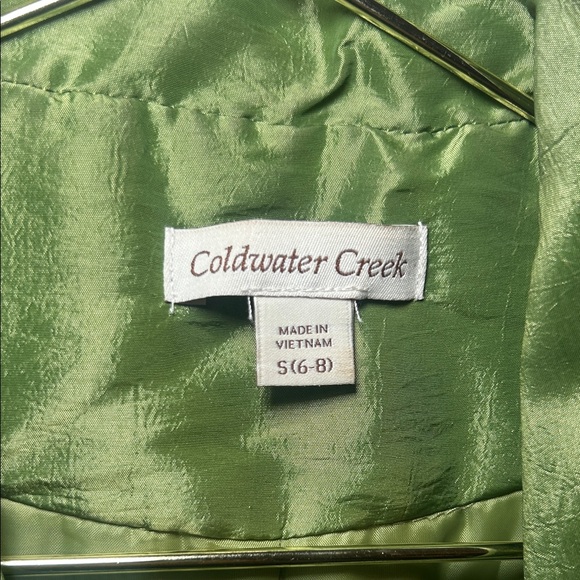 Coldwater Creek
MADE IN
VIETNAM
S(6-8)